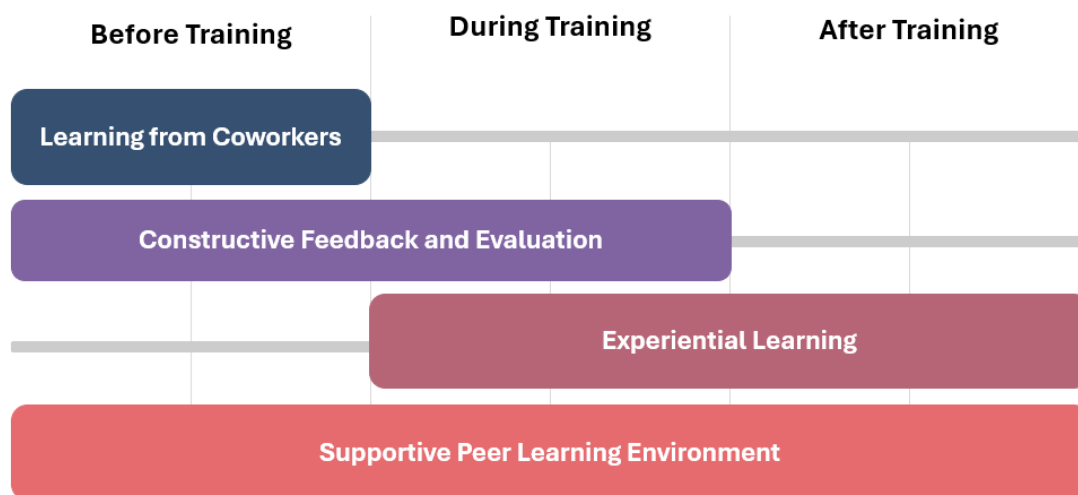 Before Training
During Training
After Training
Learning from Coworkers
Constructive Feedback and Evaluation
Experiential Learning
Supportive Peer Learning Environment